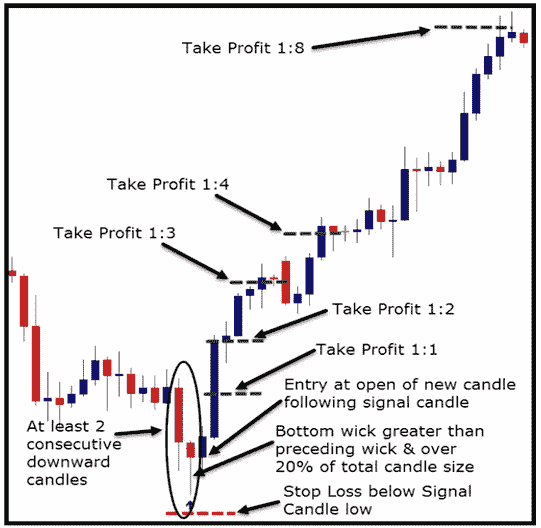 Take Profit 1:8
Take Profit 1:4
Take Profit 1:3
Take Profit 1:2
Take Profit 1:1
Entry at open of new candle
following signal candle
At least 2
consecutive
downward
candles
Bottom wick greater than
preceding wick & over
20% of total candle size
Stop Loss below Signal
Candle low